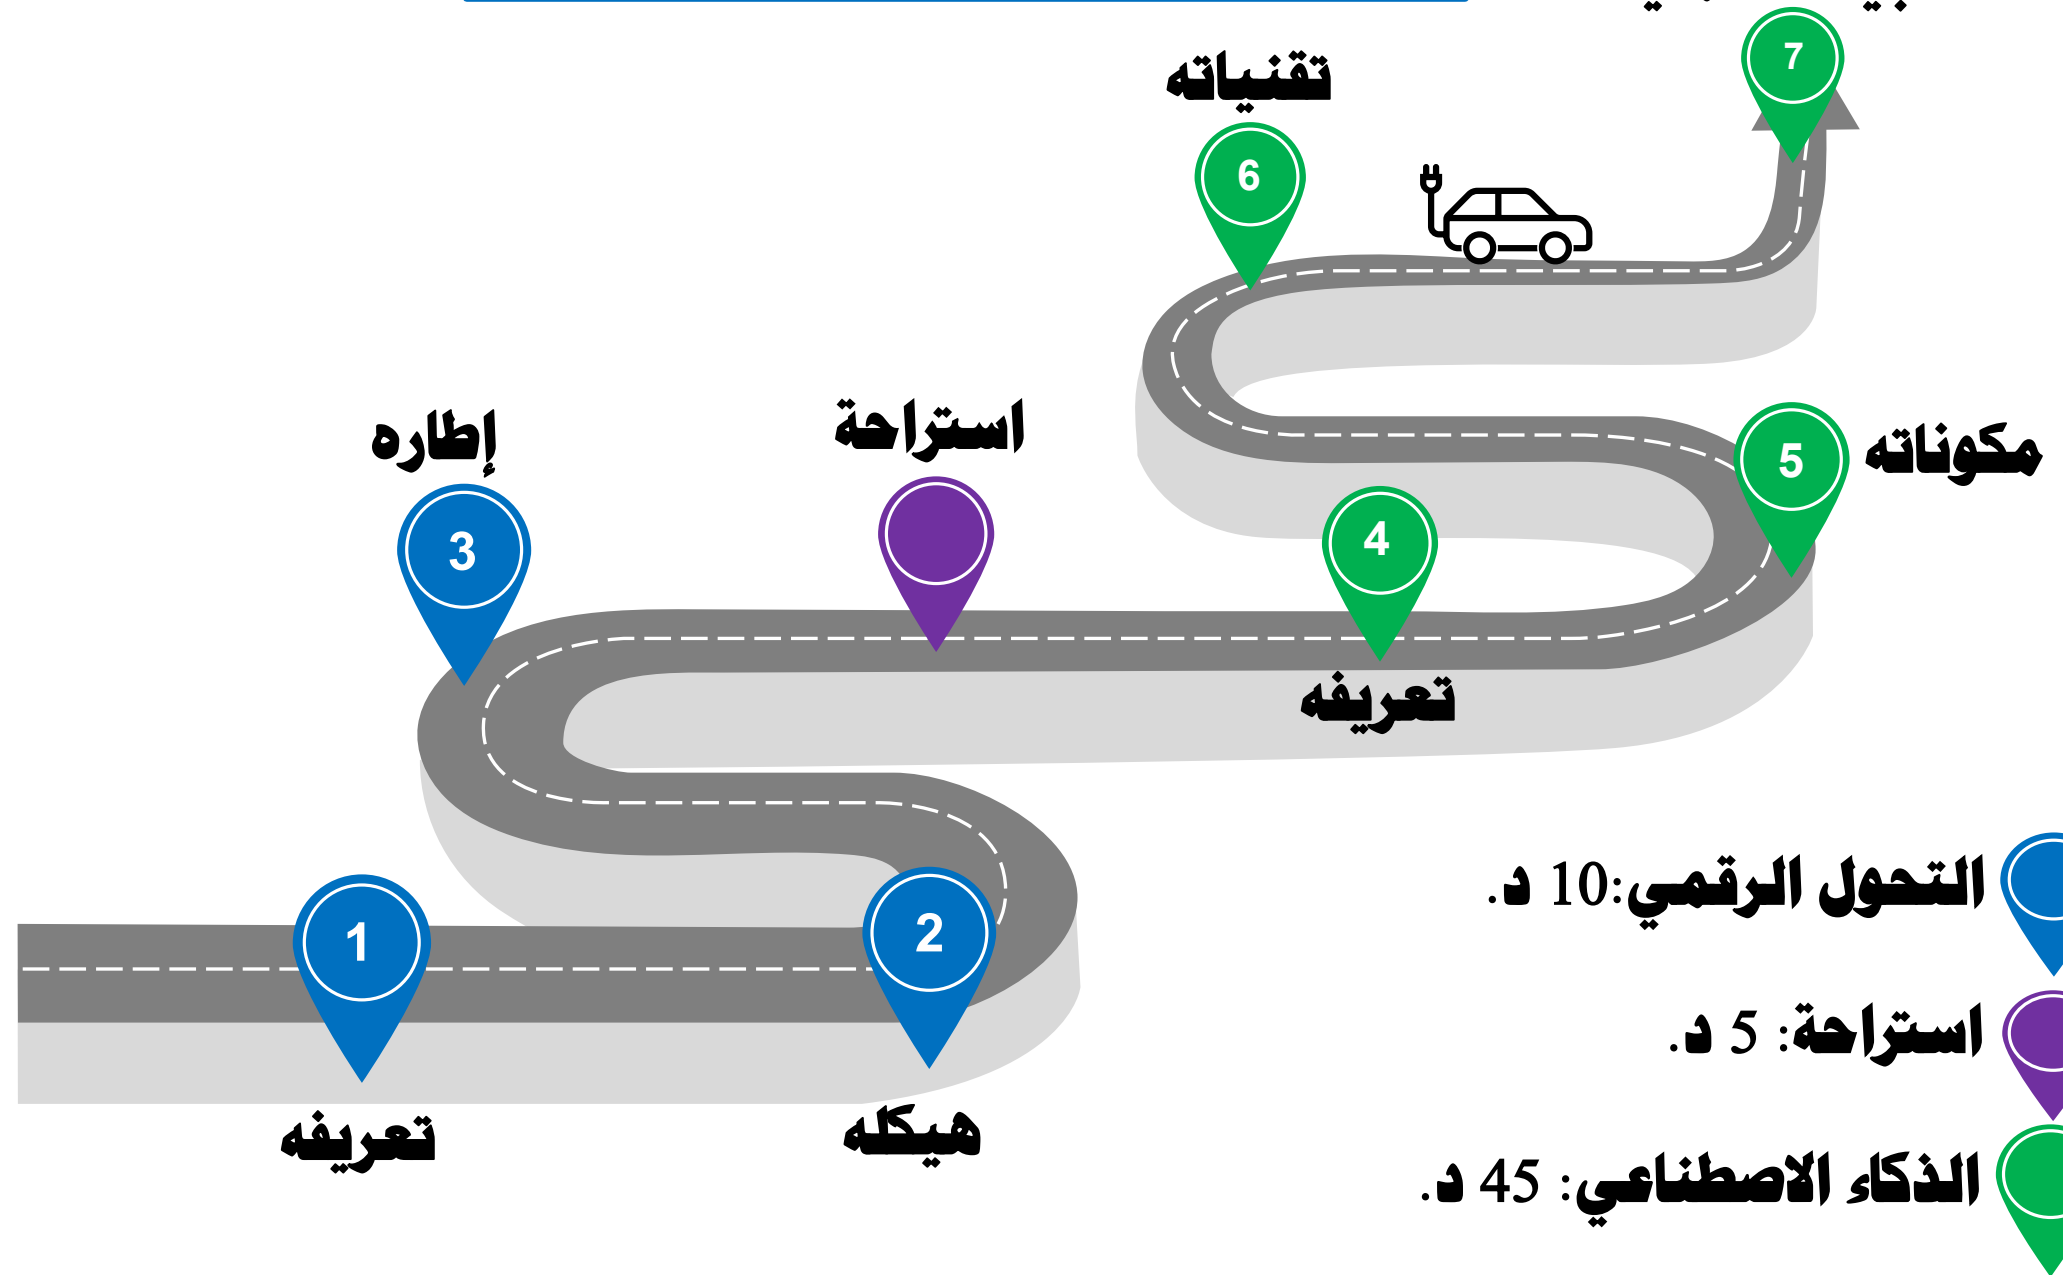 7
تقنياته
6
مكوناته
5
استراحة
إطاره
4
3
تعريفه
التحول الرقمي:10 د.
2
1
استراحة: 5 د.
هيكله
تعريفه
الذكاء الاصطناعي: 45 د.